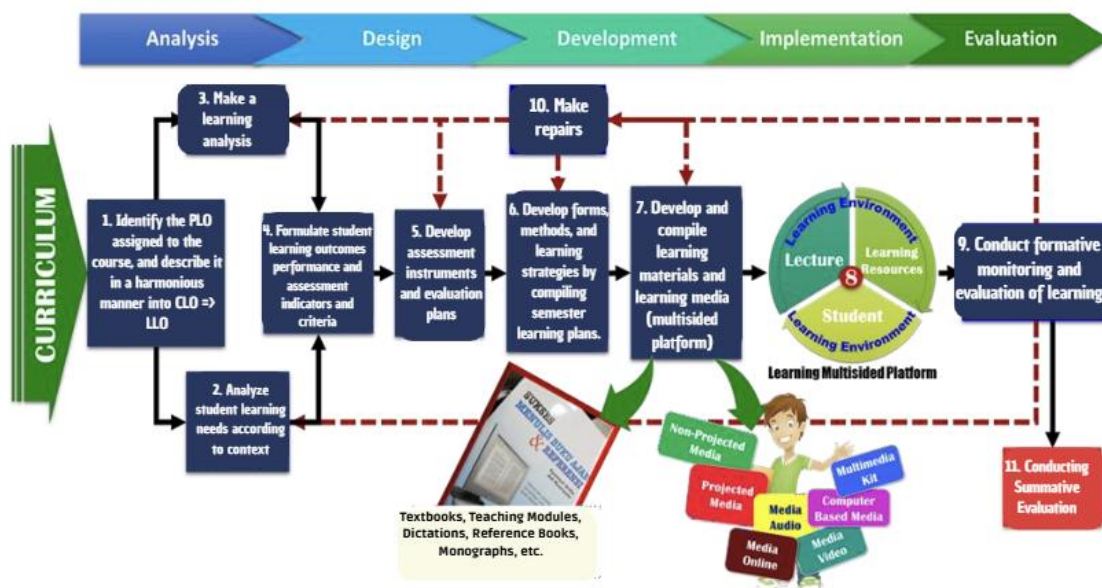 Analysis
Design
Development
Implementation
Evaluation
CURRICULUM
3. Make a
learning
analysis
10. Make
repairs
1. Identify the PLO
assigned to the
course, and describe it
in a harmonious
manner into CLO =>
LLO
4. Formulate student
learning outcomes
performance and
assessment
indicators and
criteria
5. Develop
assessment
instruments
and evaluation
plans
6. Develop forms,
methods, and
learning
strategies by
compiling
semester
learning plans.
7. Develop and
compile
learning
materials and
learning media
(multisided
platform)
Learning Environment
Lecture
Learning
Resources
8
Student
Learning Environment
Learning Multisided Platform
9. Conduct formative
monitoring and
evaluation of learning
2. Analyze
student learning
needs according
to context
11. Conducting
Summative
Evaluation
SUKSES
MENULIS BUKU AJAR
& REFERENSI
Textbooks, Teaching Modules,
Dictations, Reference Books,
Monographs, etc.
Non-Projected
Media
Projected
Media
Media
Audio
Multimedia
Kit
Computer
Based Media
Media
Online
Media
Video